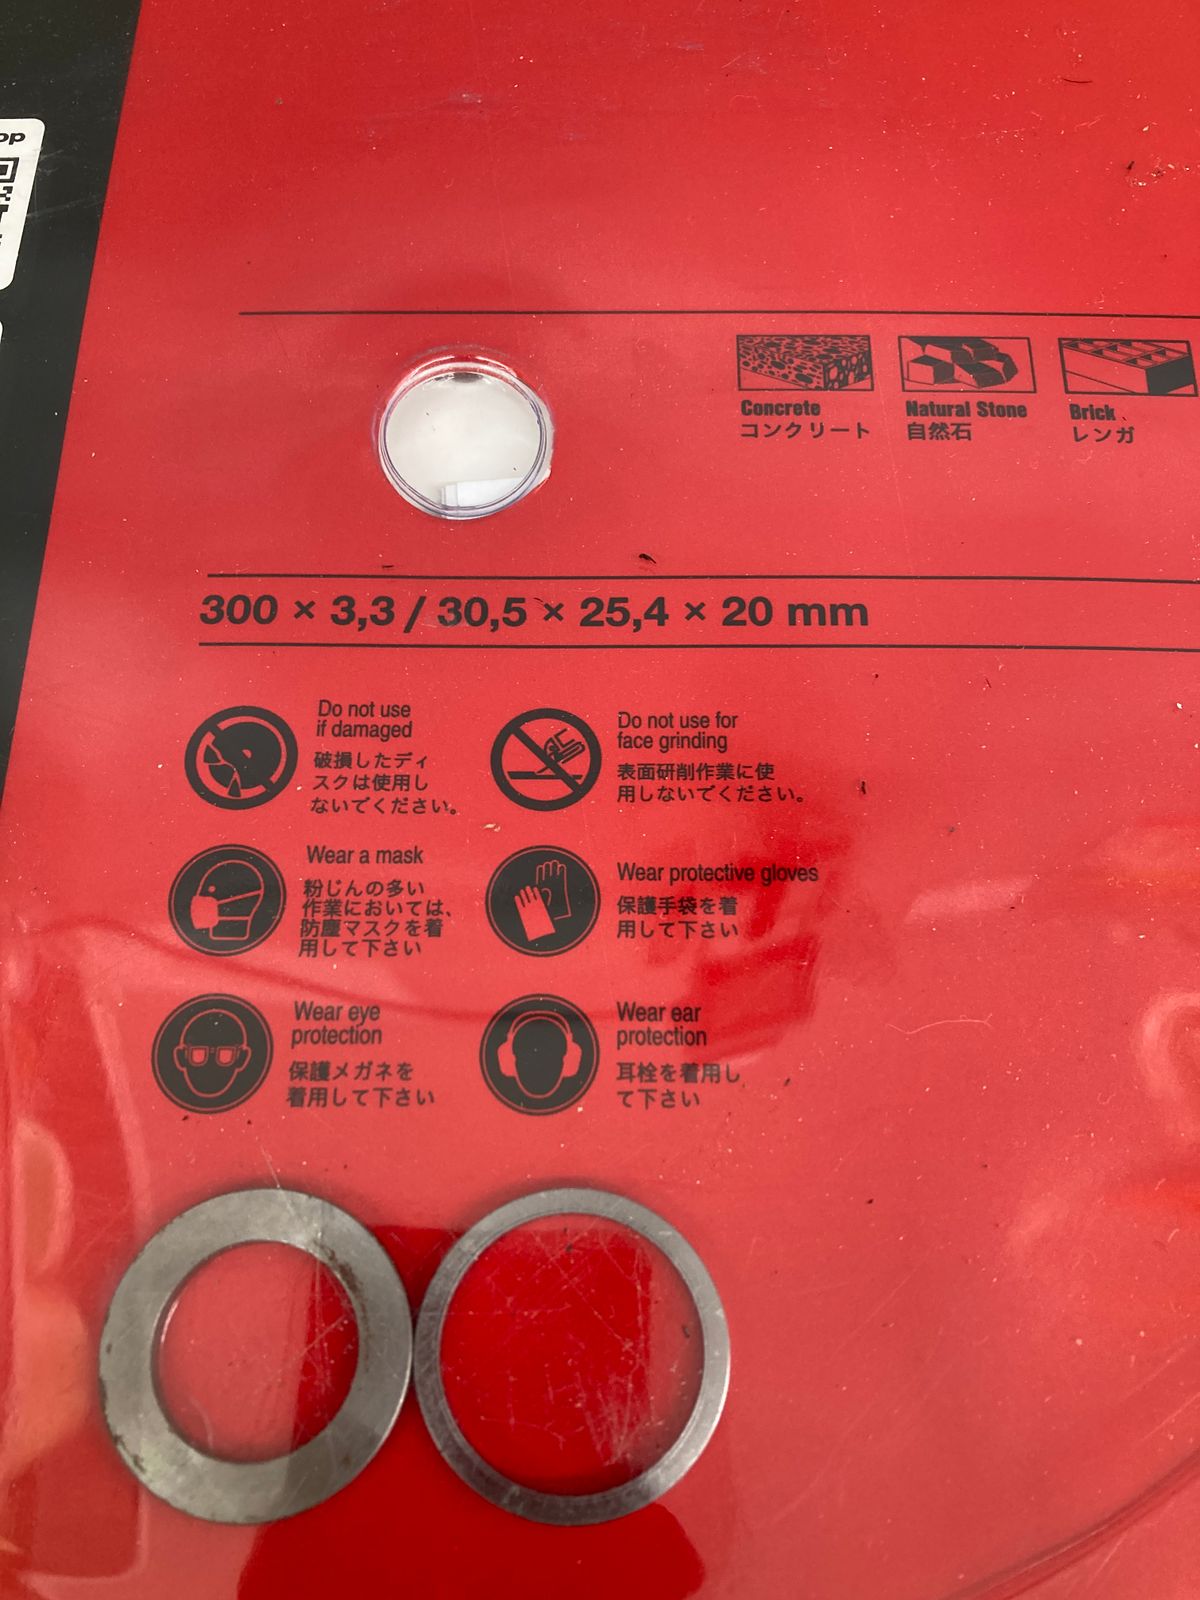 Concrete
コンクリート
Natural Stone
自然石
Brick
レンガ
300 × 3,3 / 30,5 × 25,4 × 20 mm
Do not use
if damaged
破損したディ
スクは使用し
ないでください。
Do not use for
face grinding
表面研削作業に使
用しないでください。
Wear a mask
粉じんの多い
作業においては、
防塵マスクを着
用して下さい
Wear protective gloves
保護手袋を着
用して下さい
Wear eye
protection
保護メガネを
着用して下さい
Wear ear
protection
耳栓を着用し
て下さい